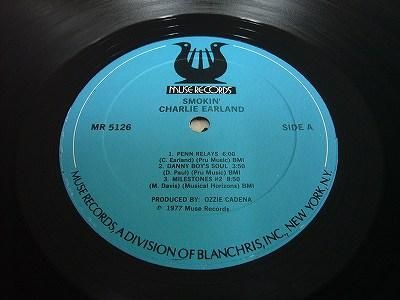 MUSE RECORDS
SMOKIN'
CHARLIE EARLAND
MR 5126
SIDE A
1. PENN RELAYS 6:00
(C. Earland) (Pru Music) BMI
2. DANNY BOY'S SOUL 3:50
(D. Paul) (Pru Music) BMI
3. MILESTONES #2 8:50
(M. Davis) (Musical Horizons) BMI
PRODUCED BY: OZZIE CADENA
© 1977 Muse Records
MUSE RECORDS, A DIVISION OF BLANCHRIS, INC., NEW YORK, N.Y.